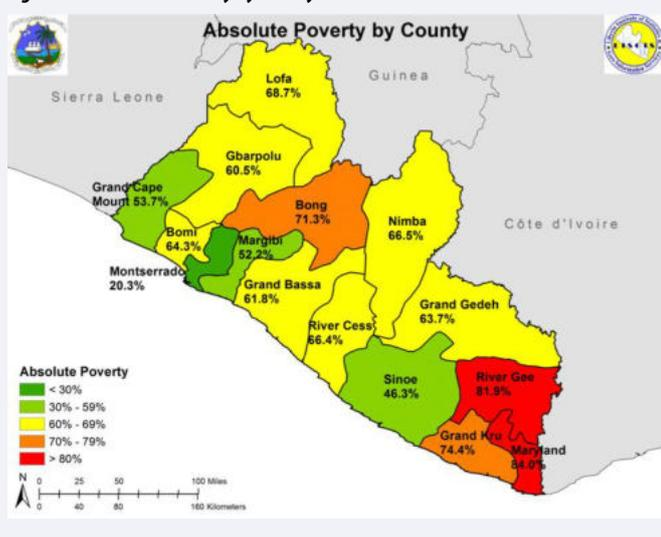 Absolute Poverty by County
Guinea
Sierra Leone
Lofa
68.7%
Gbarpolu
60.5%
Grand Cape
Mount 53.7%
Bong
71.3%
Nimba
66.5%
Côte d'Ivoire
Bomi
64.3%
Margibi
52.2%
Montserrado
20.3%
Grand Bassa
61.8%
Grand Gedeh
63.7%
River Cess
66.4%
Sinoe
46.3%
River Gee
81.9%
Grand Kru
74.4%
Maryland
84.0%
Absolute Poverty
< 30%
30% - 59%
60% - 69%
70% - 79%
> 80%
N
0 25 50 100 Miles
0 40 80 160 Kilometers